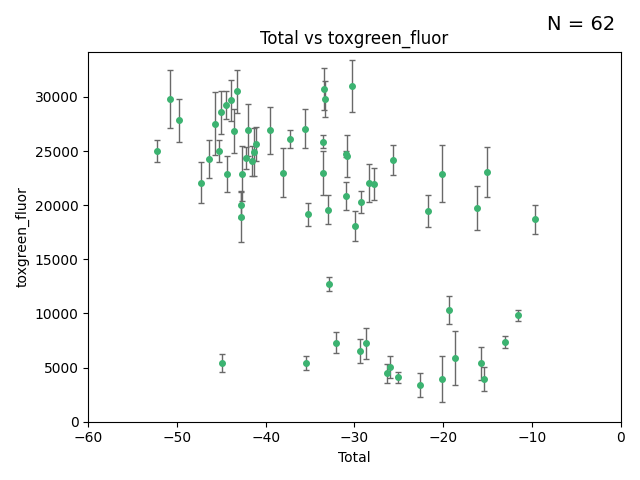 N = 62
Total vs toxgreen_fluor
toxgreen_fluor
30000
25000
20000
15000
10000
5000
0
−60 −50 −40 −30 −20 −10 0
Total